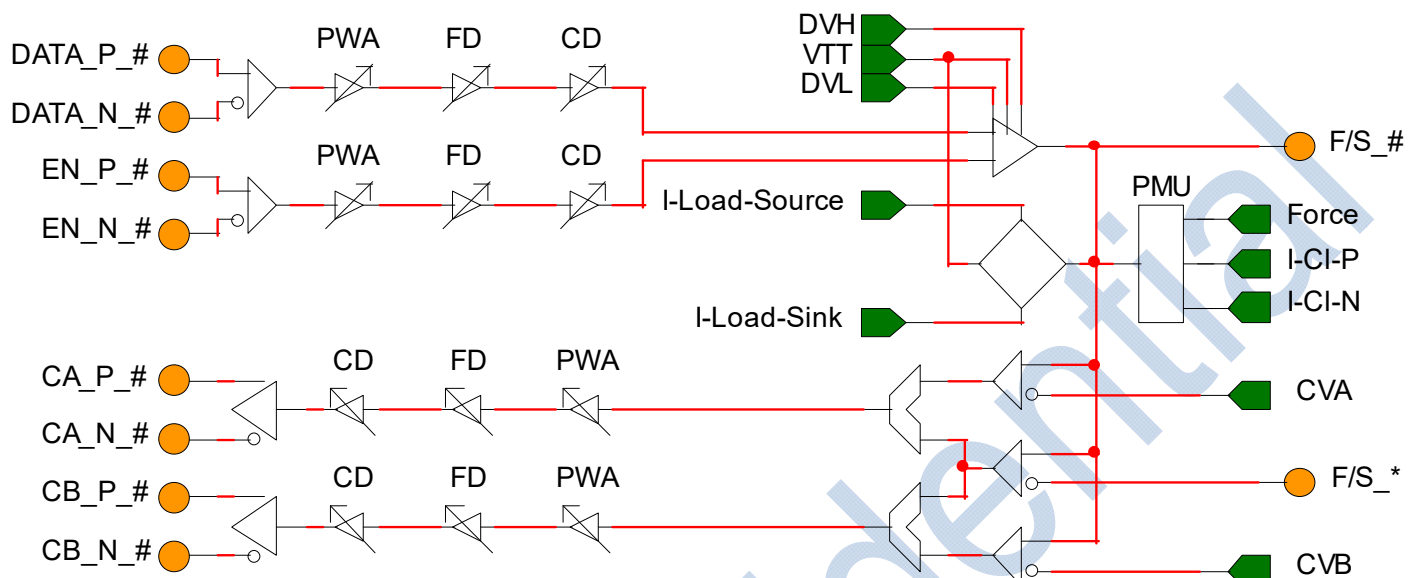 DATA_P_#
DATA_N_#
EN_P_#
EN_N_#
PWA FD CD
PWA FD CD
DVH
VTT
DVL
I-Load-Source
I-Load-Sink
F/S_#
PMU
Force
I-CI-P
I-CI-N
CA_P_#
CA_N_#
CB_P_#
CB_N_#
CD FD PWA
CD FD PWA
CVA
F/S_*
CVB
dential